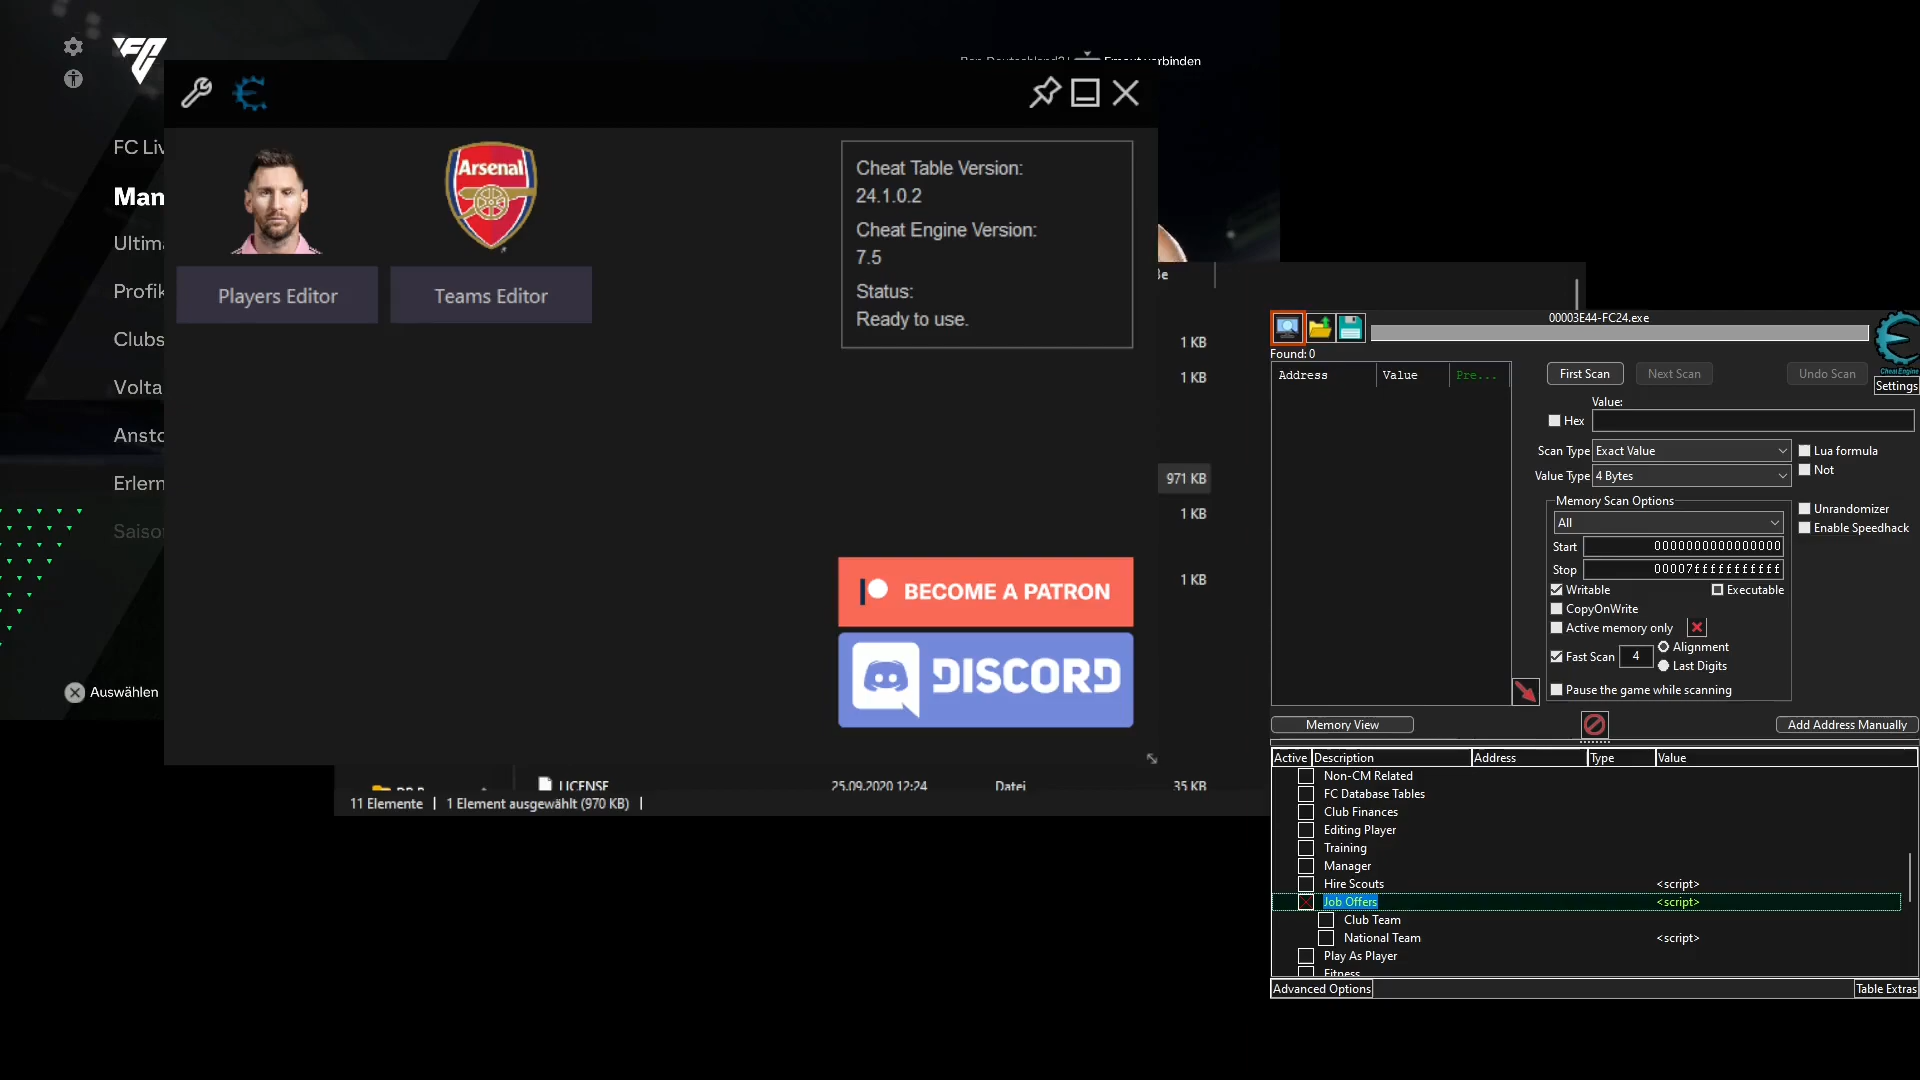 verbinden
FC Liv
Man
Ultim
Profik
Clubs
Volta
Ansto
Erlern
Saiso
Auswählen
Arsenal
Players Editor
Teams Editor
Cheat Table Version:
24.1.0.2
Cheat Engine Version:
7.5
Status:
Ready to use.
BECOME A PATRON
DISCORD
1 KB
1 KB
971 KB
1 KB
1 KB
LICENSE
25.09.2020 12:24
Datei
35 KB
11 Elemente
1 Element ausgewählt (970 KB)
00003E44-FC24.exe
Found: 0
Address
Value
Pre...
First Scan
Next Scan
Undo Scan
Cheat Engine
Settings
Value:
Hex
Scan Type
Exact Value
Lua formula
Value Type
4 Bytes
Not
Memory Scan Options
All
Unrandomizer
Enable Speedhack
Start
0000000000000000
Stop
00007fffffffffff
Writable
Executable
CopyOnWrite
Active memory only
Fast Scan
4
Alignment
Last Digits
Pause the game while scanning
Memory View
Add Address Manually
Active
Description
Address
Type
Value
Non-CM Related
FC Database Tables
Club Finances
Editing Player
Training
Manager
Hire Scouts
<script>
Job Offers
<script>
Club Team
National Team
<script>
Play As Player
Fitness
Advanced Options
Table Extras